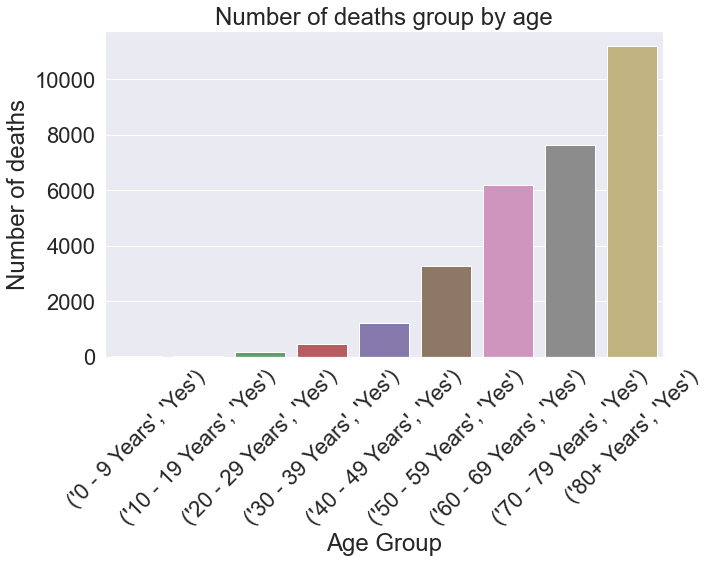 Number of deaths group by age
Number of deaths
10000
8000
6000
4000
2000
0
('0 - 9 Years', 'Yes')
('10 - 19 Years', 'Yes')
('20 - 29 Years', 'Yes')
('30 - 39 Years', 'Yes')
('40 - 49 Years', 'Yes')
('50 - 59 Years', 'Yes')
('60 - 69 Years', 'Yes')
('70 - 79 Years', 'Yes')
('80+ Years', 'Yes')
Age Group